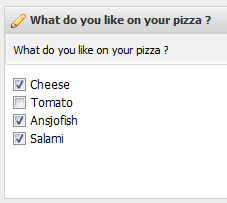 What do you like on your pizza ?
What do you like on your pizza ?
Cheese
Tomato
Ansjofish
Salami